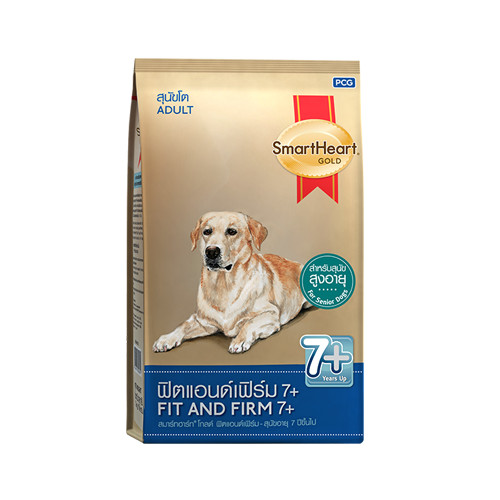 PCG
สุนัขโต
ADULT
SmartHeart
GOLD
สำหรับสุนัข
สูงอายุ
For Senior Dogs
7+
Years Up
ฟิตแอนด์เฟิร์ม 7+
FIT AND FIRM 7+
สมาร์ทฮาร์ท® โกลด์ ฟิตแอนด์เฟิร์ม - สุนัขอายุ 7 ปีขึ้นไป